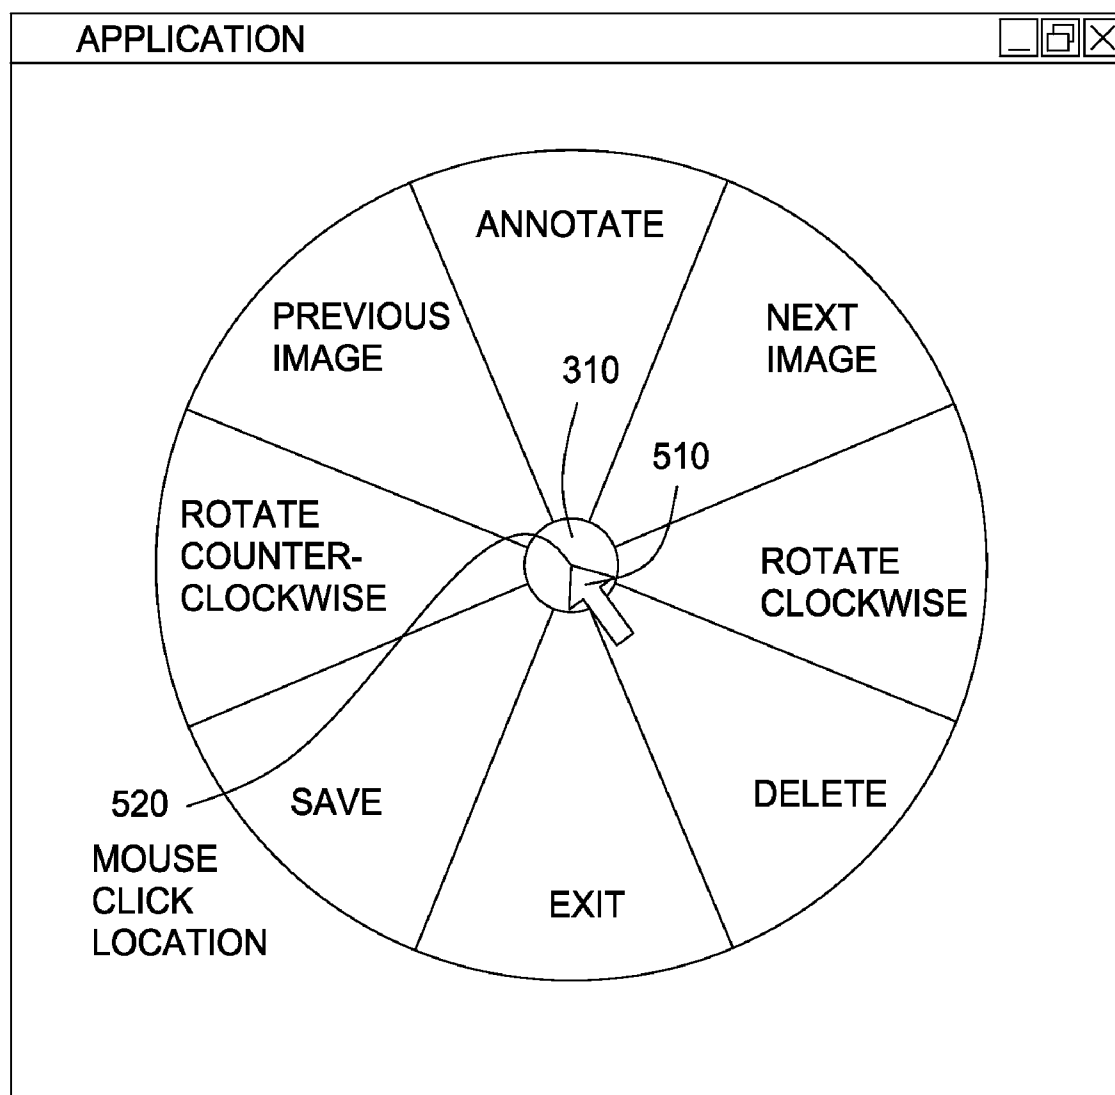 APPLICATION
ANNOTATE
PREVIOUS
IMAGE
NEXT
IMAGE
310
510
ROTATE
COUNTER-
CLOCKWISE
ROTATE
CLOCKWISE
520
MOUSE
CLICK
LOCATION
SAVE
DELETE
EXIT